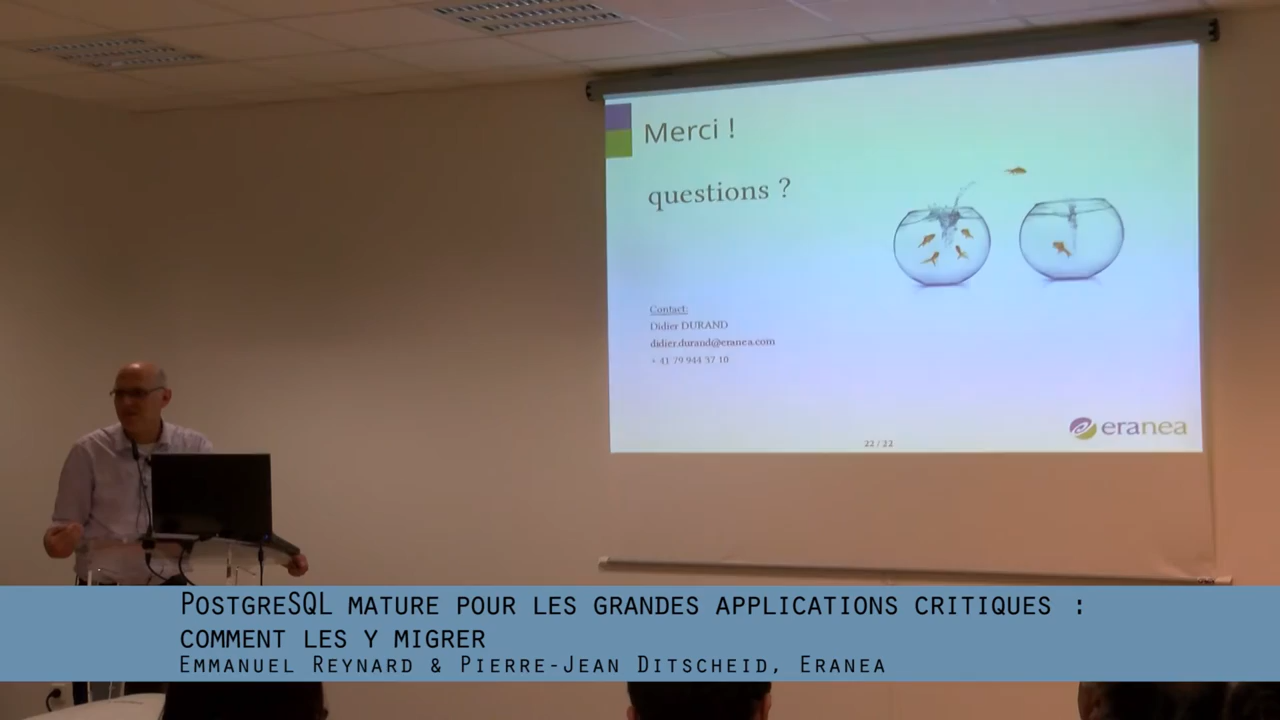 Merci !
questions ?
Contact:
Didier DURAND
didier.durand@eranea.com
+ 41 79 944 37 10
22 / 22
eranea
PostgreSQL mature pour les grandes applications critiques :
comment les y migrer
Emmanuel Reynard & Pierre-Jean Ditscheid, Eranea